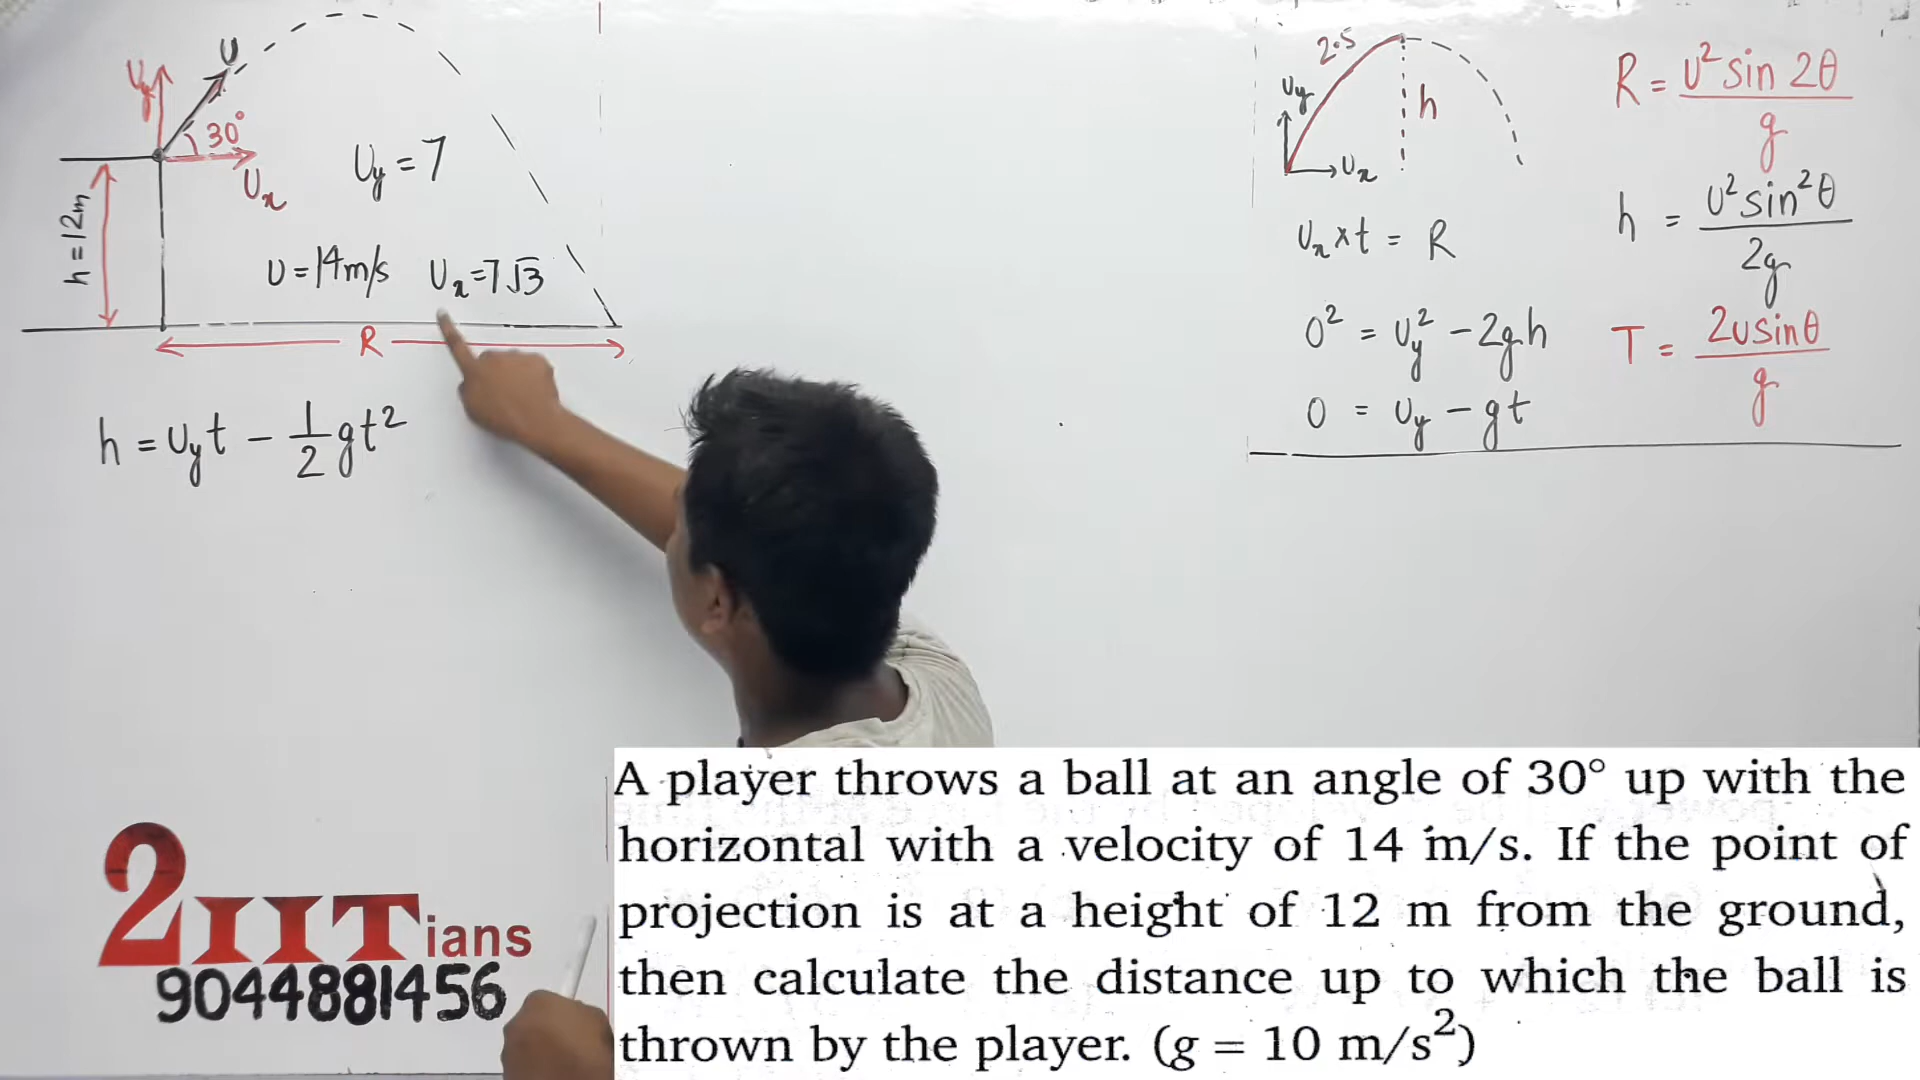 U
Uy
30°
Ux
h = 12m
Uy = 7
U = 14m/s Ux = 7√3
R
h = Uyt − 1/2 gt²
2.5
Uy
h
Ux
Ux × t = R
0² = Uy² − 2gh
0 = Uy − gt
R = U² sin 2θ / g
h = U² sin²θ / 2g
T = 2U sinθ / g
2IITians
9044881456
A player throws a ball at an angle of 30° up with the
horizontal with a velocity of 14 m/s. If the point of
projection is at a height of 12 m from the ground,
then calculate the distance up to which the ball is
thrown by the player. (g = 10 m/s²)